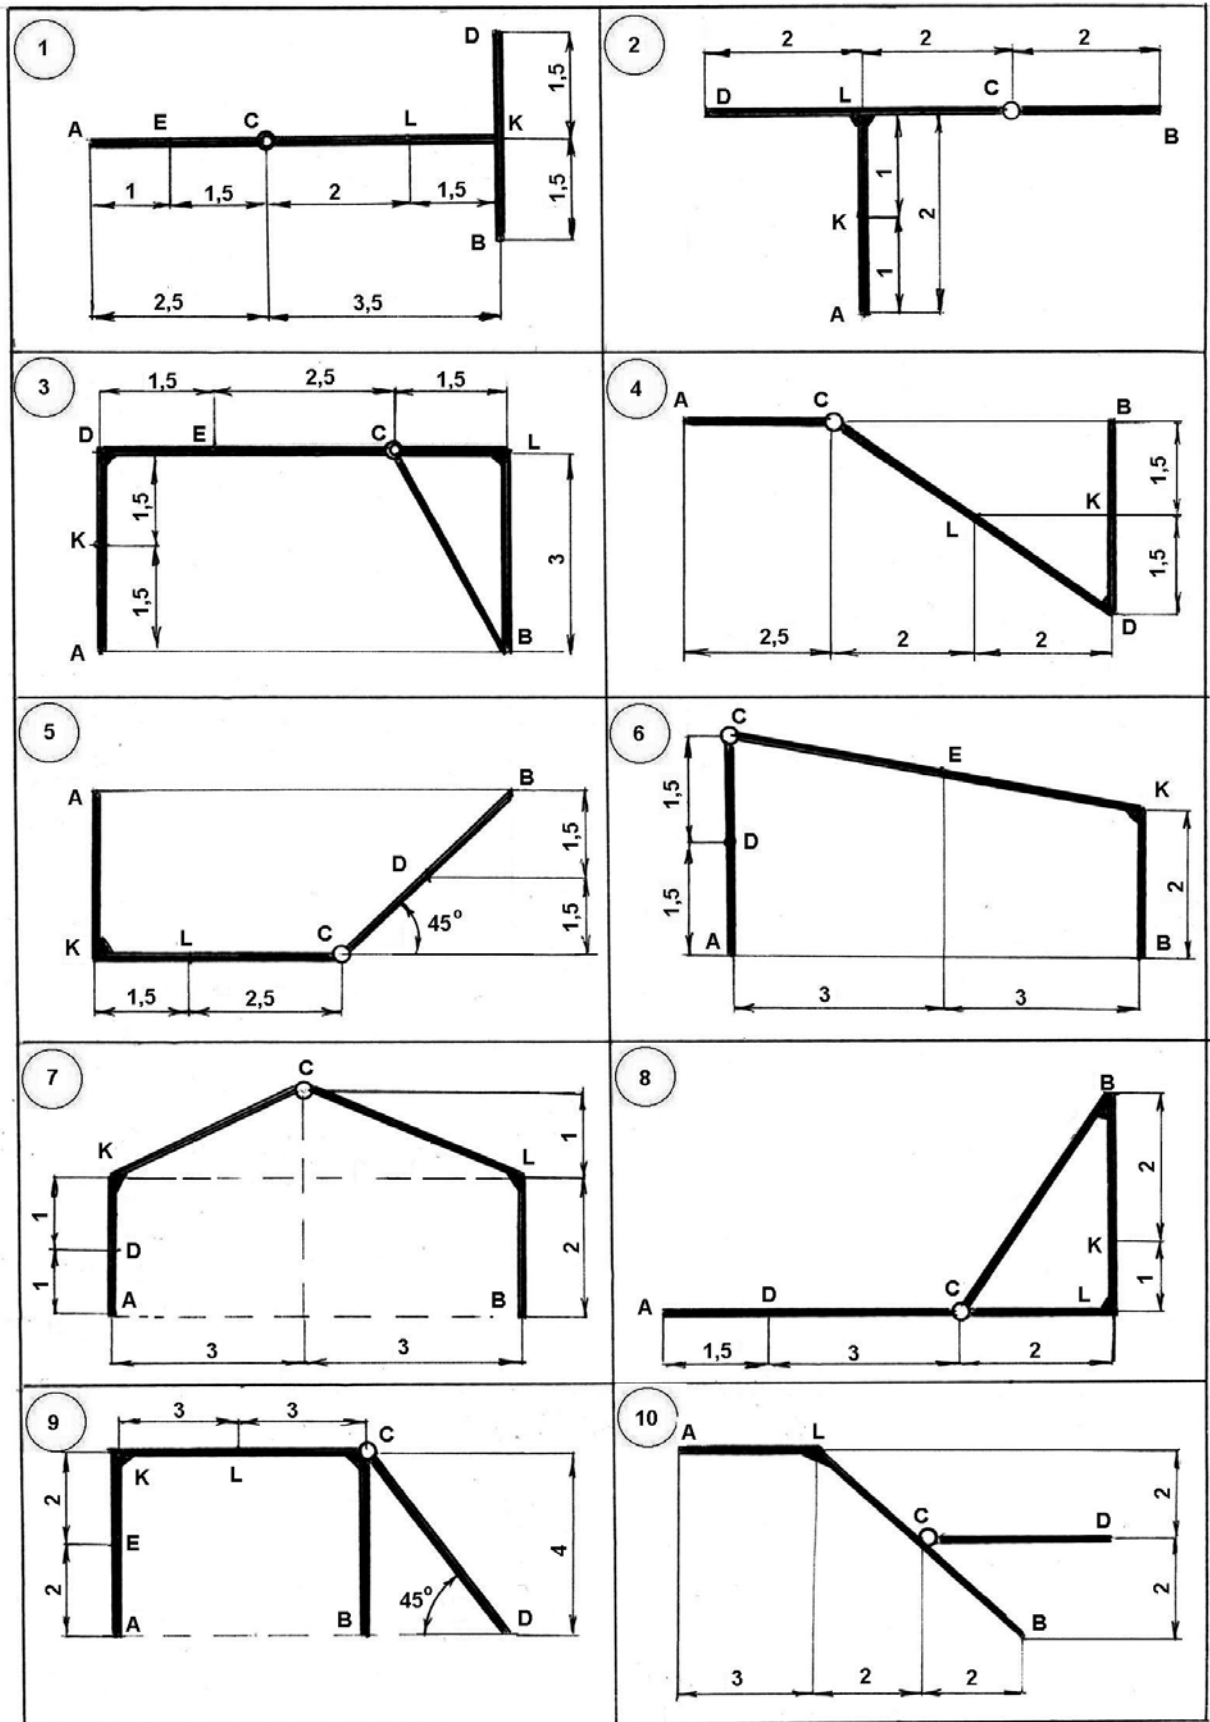 1
D
1,5
A E C L K
1 1,5 2 1,5
1,5
B
2,5 3,5
2
2 2 2
D L C B
1
K 2
1
A
3
1,5 2,5 1,5
D E C L
1,5
K 3
1,5
A B
4
A C B
1,5
K
L
1,5
D
2,5 2 2
5
A B
1,5
D
45°
1,5
K L C
1,5 2,5
6
C
E
K
1,5
D
2
1,5
A B
3 3
7
C
1
K L
1
D 2
1
A B
3 3
8
B
2
K
1
A D C L
1,5 3 2
9
3 3
C
K L
2
E 4
2
45°
A B D
10
A L
2
C D
2
B
3 2 2